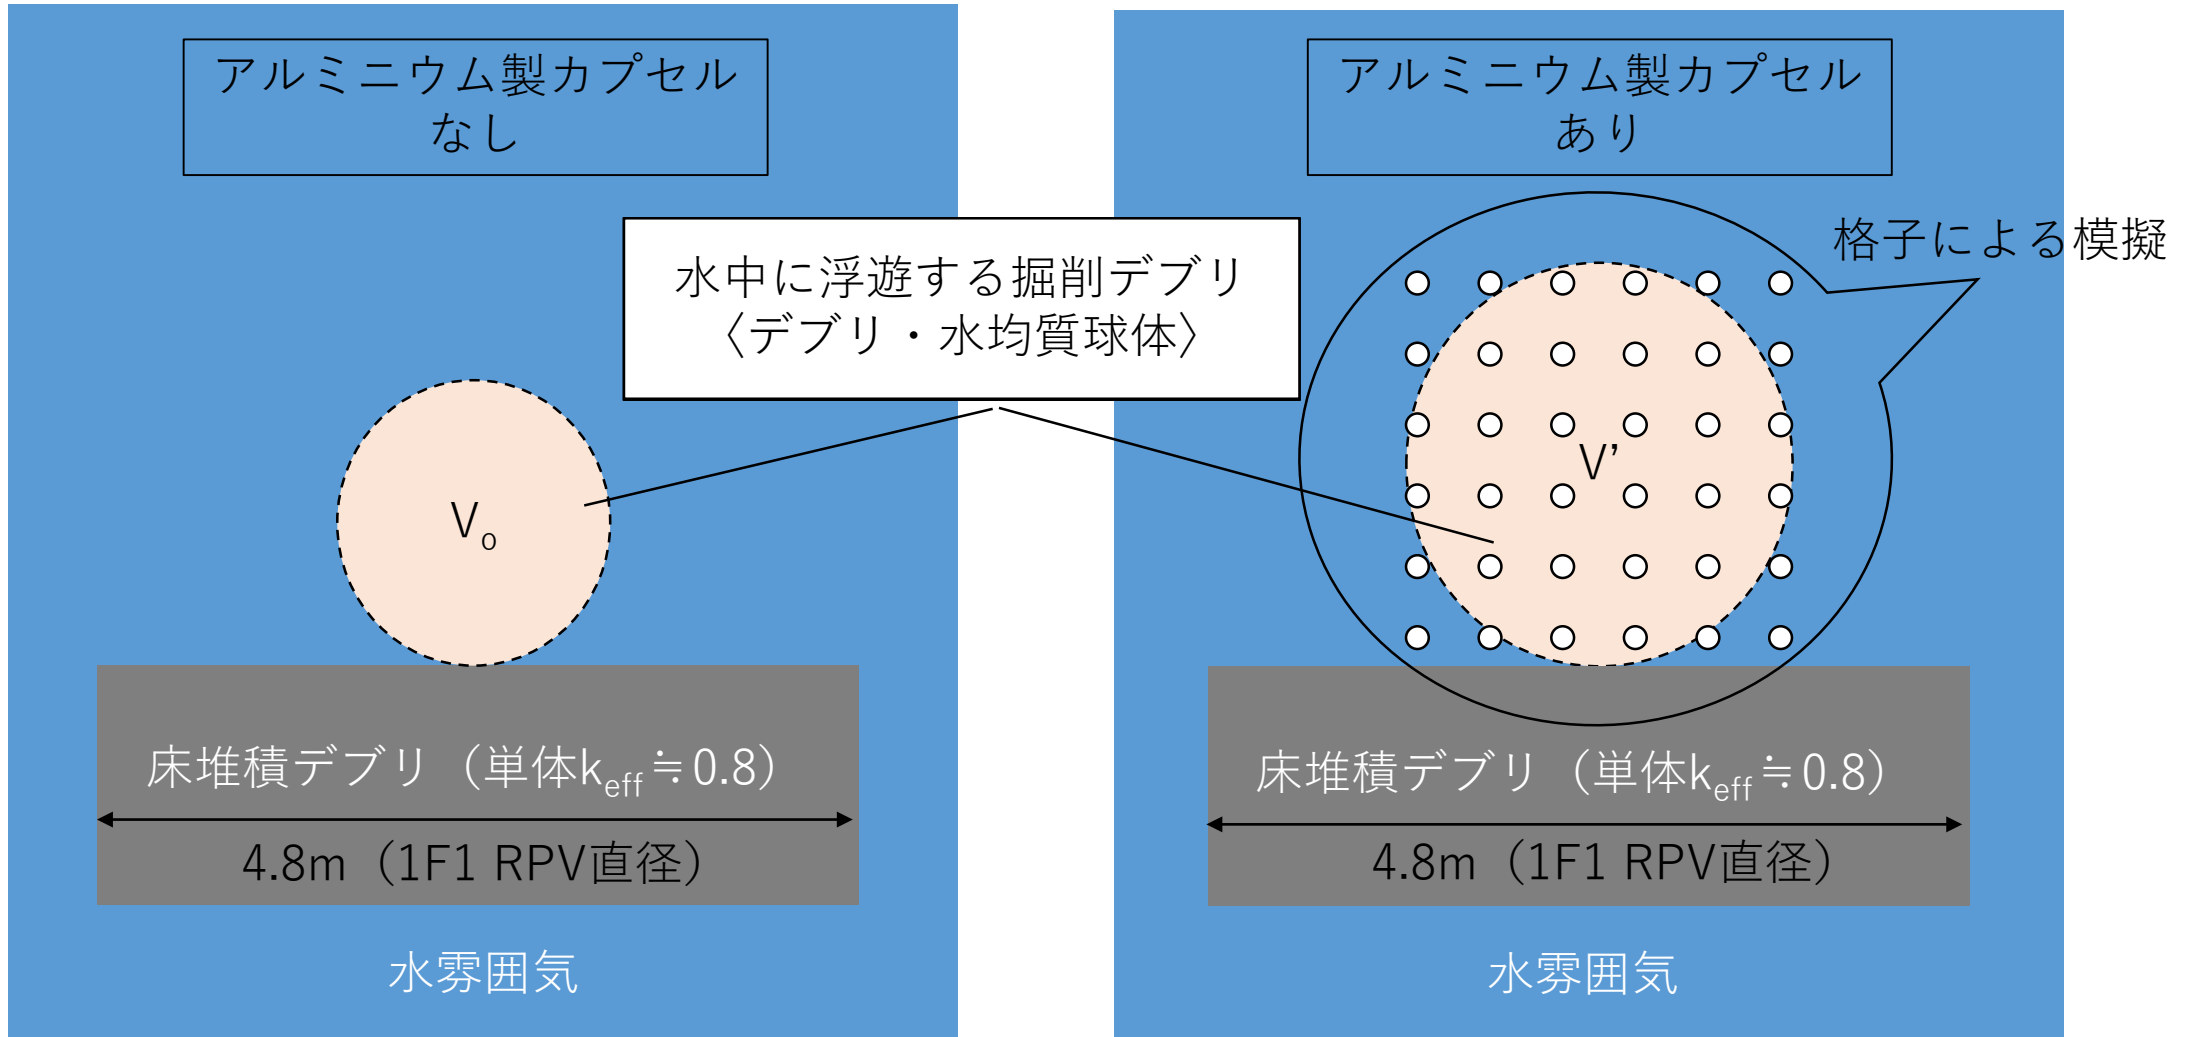 アルミニウム製カプセル
なし
V₀
床堆積デブリ（単体keff≒0.8）
4.8m（1F1 RPV直径）
水雰囲気
水中に浮遊する掘削デブリ
〈デブリ・水均質球体〉
アルミニウム製カプセル
あり
格子による模擬
V’
床堆積デブリ（単体keff≒0.8）
4.8m（1F1 RPV直径）
水雰囲気